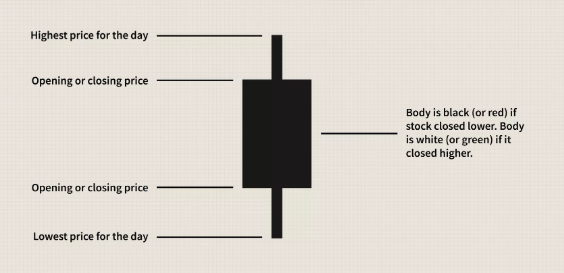 Highest price for the day
Opening or closing price
Body is black (or red) if
stock closed lower. Body
is white (or green) if it
closed higher.
Opening or closing price
Lowest price for the day